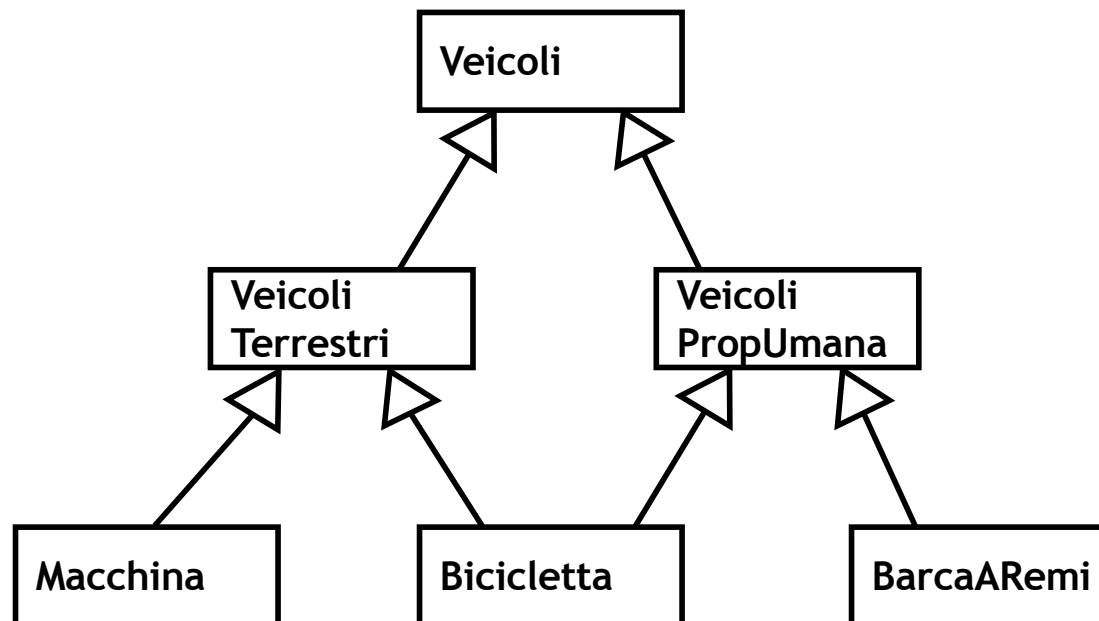 Veicoli
Veicoli
Terrestri
Veicoli
PropUmana
Macchina
Bicicletta
BarcaARemi